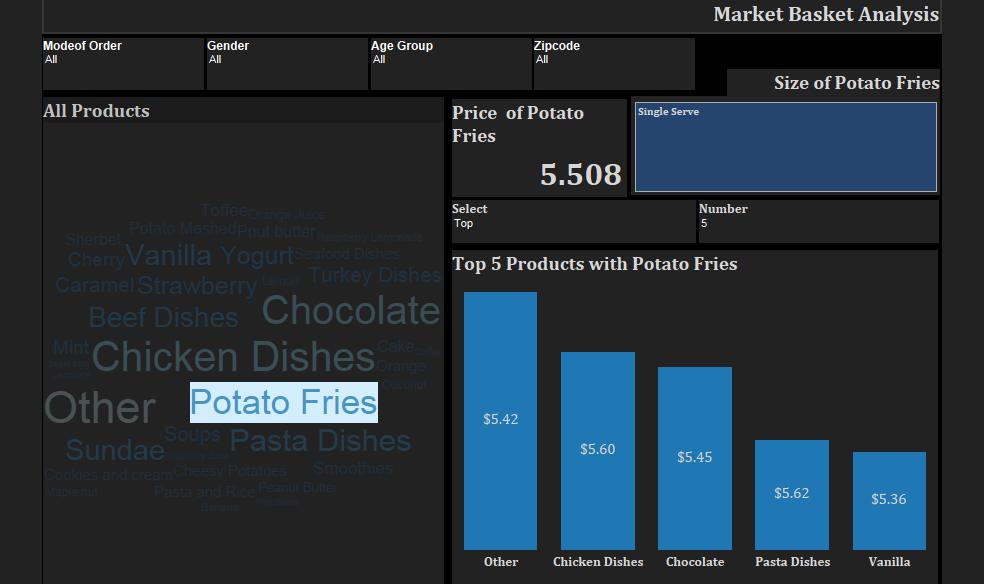 Market Basket Analysis
Modeof Order
All
Gender
All
Age Group
All
Zipcode
All
Size of Potato Fries
All Products
Price of Potato
Fries
5.508
Single Serve
Select
Top
Number
5
Toffee Orange Juice
Potato Mashed Pnut butter Raspberry Lemonade
Sherbet
Cherry Vanilla Yogurt Seafood Dishes
Caramel Strawberry Lemon Turkey Dishes
Beef Dishes Chocolate
Mint Chicken Dishes Cake Coffee
Orange
Coconut
Other Potato Fries
Soups Pasta Dishes
Sundae
Cookies and cream Cheesy Potatoes Smoothies
Maple nut Pasta and Rice Peanut Butter
Banana
Top 5 Products with Potato Fries
$5.42
$5.60
$5.45
$5.62
$5.36
Other Chicken Dishes Chocolate Pasta Dishes Vanilla